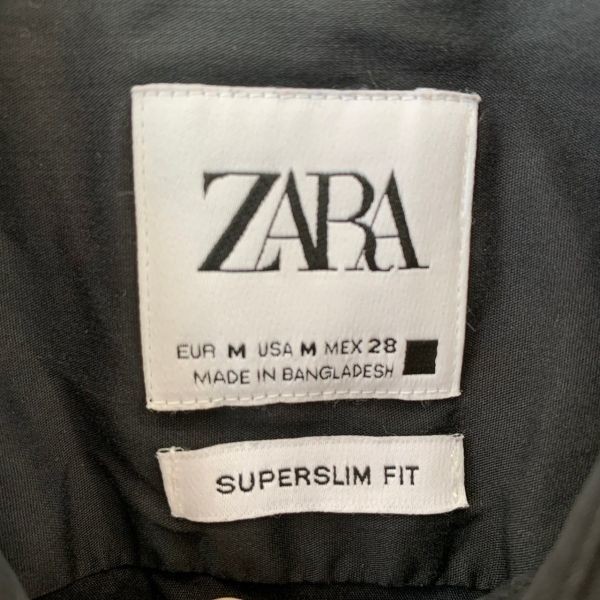 ZARA
EUR M USA M MEX 28
MADE IN BANGLADESH
SUPERSLIM FIT